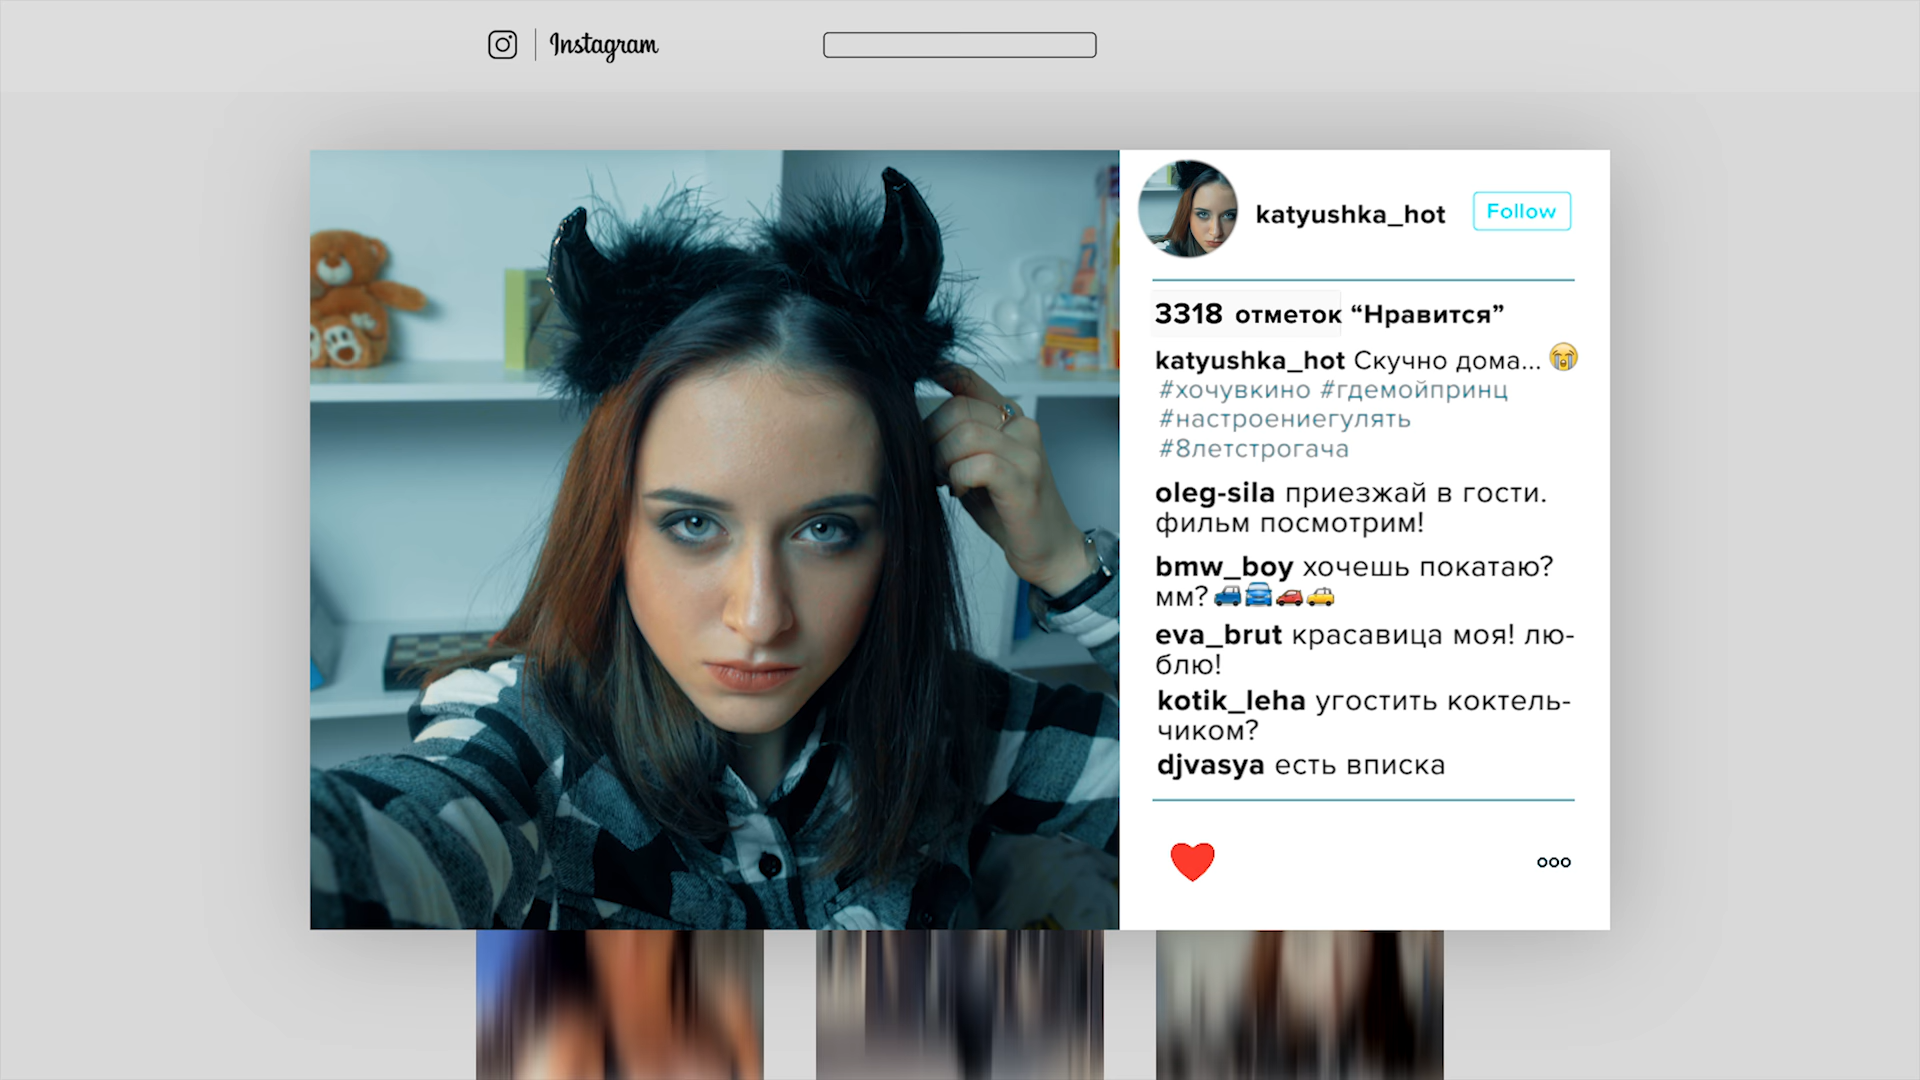 Instagram
katyushka_hot Follow
3318 отметок “Нравится”
katyushka_hot Скучно дома... 😭
#хочувкино #гдемойпринц
#настроениегулять
#8летстрогача
oleg-sila приезжай в гости.
фильм посмотрим!
bmw_boy хочешь покатаю?
мм?🚙🚘🚗🚕
eva_brut красавица моя! лю-
блю!
kotik_leha угостить коктель-
чиком?
djvasya есть вписка